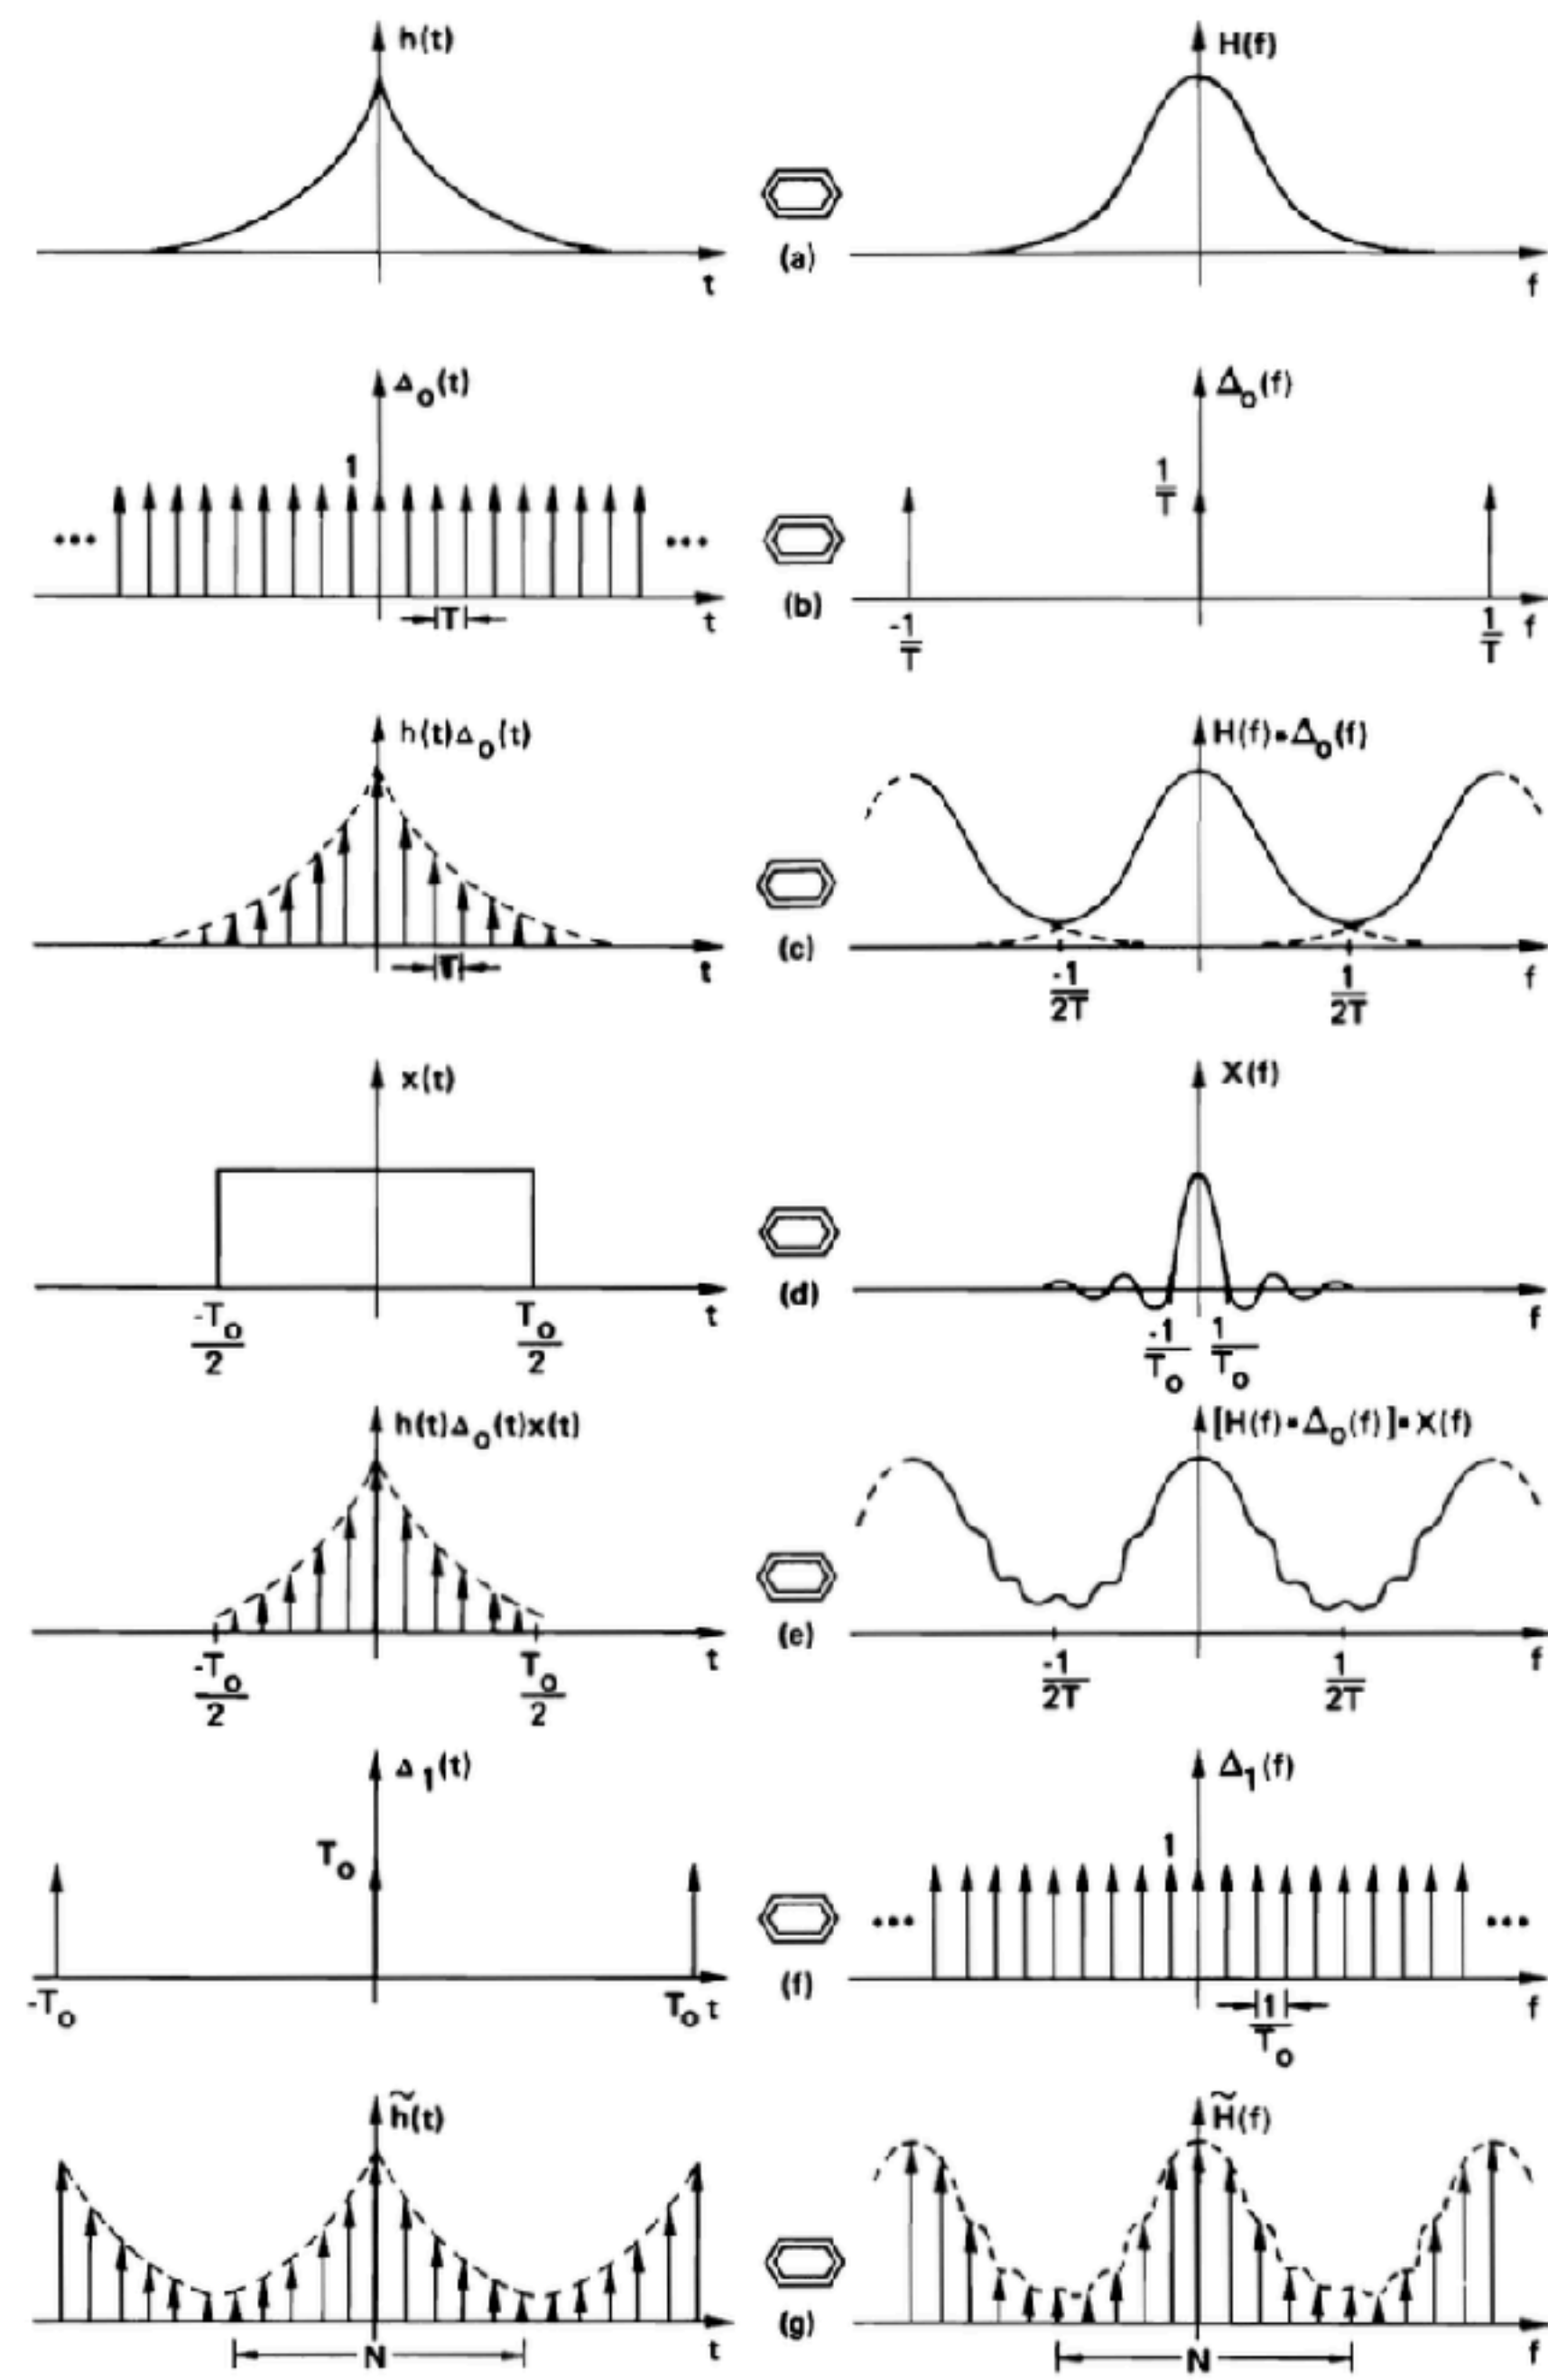 h(t) H(f)
(a)
t f
Δ₀(t) Δ₀(f)
1 1/T
... ...
(b)
T t -1/T 1/T f
h(t)Δ₀(t) H(f)*Δ₀(f)
(c)
T t -1/2T 1/2T f
x(t) X(f)
(d)
-T₀/2 T₀/2 t -1/T₀ 1/T₀ f
h(t)Δ₀(t)x(t) [H(f)*Δ₀(f)]*X(f)
(e)
-T₀/2 T₀/2 t -1/2T 1/2T f
Δ₁(t) Δ₁(f)
T₀ 1
... ...
(f)
-T₀ T₀ t 1/T₀ f
h̃(t) H̃(f)
(g)
N t N f